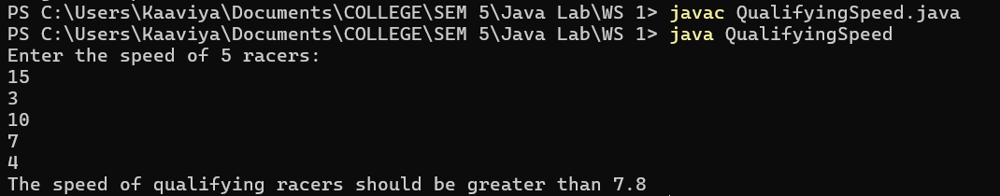 PS C:\Users\Kaaviya\Documents\COLLEGE\SEM 5\Java Lab\WS 1> javac QualifyingSpeed.java
PS C:\Users\Kaaviya\Documents\COLLEGE\SEM 5\Java Lab\WS 1> java QualifyingSpeed
Enter the speed of 5 racers:
15
3
10
7
4
The speed of qualifying racers should be greater than 7.8